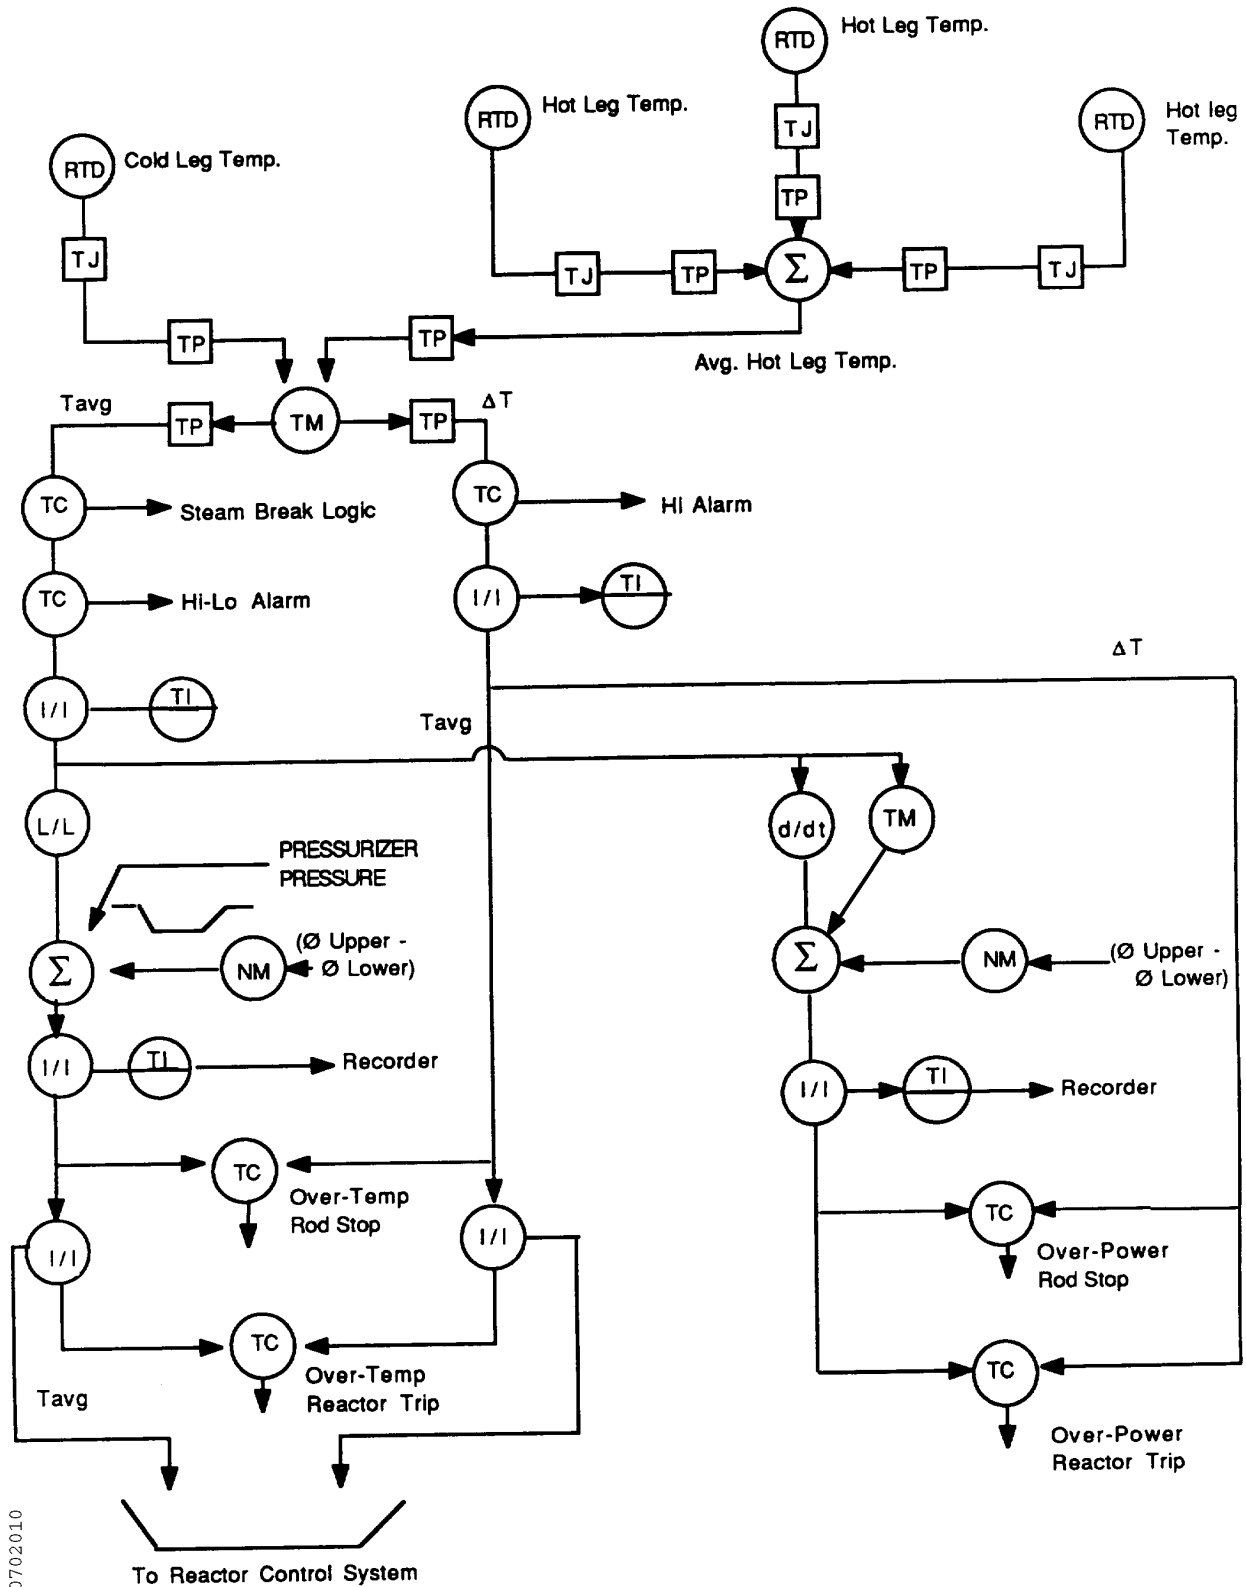 RTD
Hot Leg Temp.
RTD
Hot Leg Temp.
RTD
Hot leg
Temp.
RTD
Cold Leg Temp.
TJ
TP
TJ
TJ
TP
Σ
TP
TJ
TP
TP
Avg. Hot Leg Temp.
Tavg
TP
TM
TP
ΔT
TC
Steam Break Logic
TC
Hi Alarm
TC
Hi-Lo Alarm
I/I
TI
ΔT
I/I
TI
Tavg
L/L
d/dt
TM
PRESSURIZER
PRESSURE
Σ
NM
(Ø Upper -
Ø Lower)
Σ
NM
(Ø Upper -
Ø Lower)
I/I
TI
Recorder
I/I
TI
Recorder
TC
Over-Temp
Rod Stop
TC
Over-Power
Rod Stop
I/I
I/I
TC
Over-Temp
Reactor Trip
TC
Over-Power
Reactor Trip
Tavg
To Reactor Control System
0702010